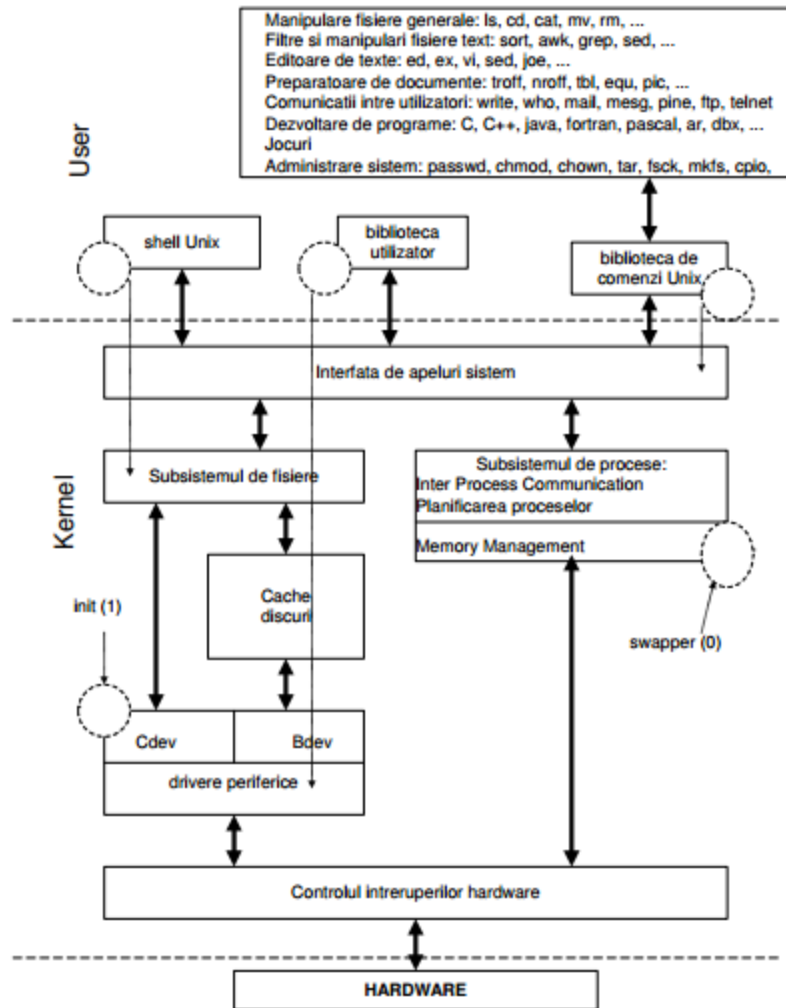 Manipulare fisiere generale: ls, cd, cat, mv, rm, ...
Filtre si manipulari fisiere text: sort, awk, grep, sed, ...
Editoare de texte: ed, ex, vi, sed, joe, ...
Preparatoare de documente: troff, nroff, tbl, equ, pic, ...
Comunicatii intre utilizatori: write, who, mail, mesg, pine, ftp, telnet
Dezvoltare de programe: C, C++, java, fortran, pascal, ar, dbx, ...
Jocuri
Administrare sistem: passwd, chmod, chown, tar, fsck, mkfs, cpio,
User
shell Unix
biblioteca
utilizator
biblioteca de
comenzi Unix
Interfata de apeluri sistem
Kernel
Subsistemul de fisiere
Subsistemul de procese:
Inter Process Communication
Planificarea proceselor
Memory Management
Cache
discuri
init (1)
swapper (0)
Cdev
Bdev
drivere periferice
Controlul intreruperilor hardware
HARDWARE